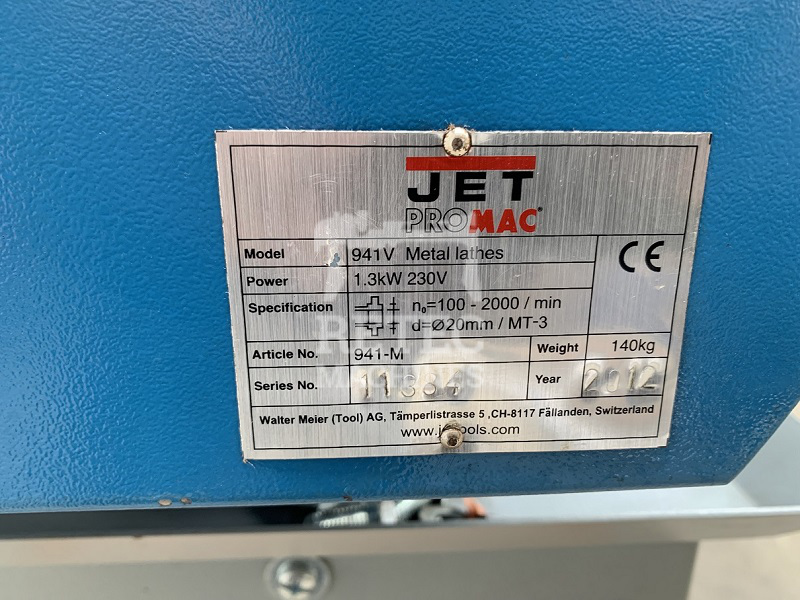 JET
PROMAC®
Model 941V Metal lathes
Power 1.3kW 230V
Specification n₀=100 - 2000 / min
d=Ø20mm / MT-3
CE
Article No. 941-M Weight 140kg
Series No. 11384 Year 2012
Walter Meier (Tool) AG, Tämperlistrasse 5 ,CH-8117 Fällanden, Switzerland